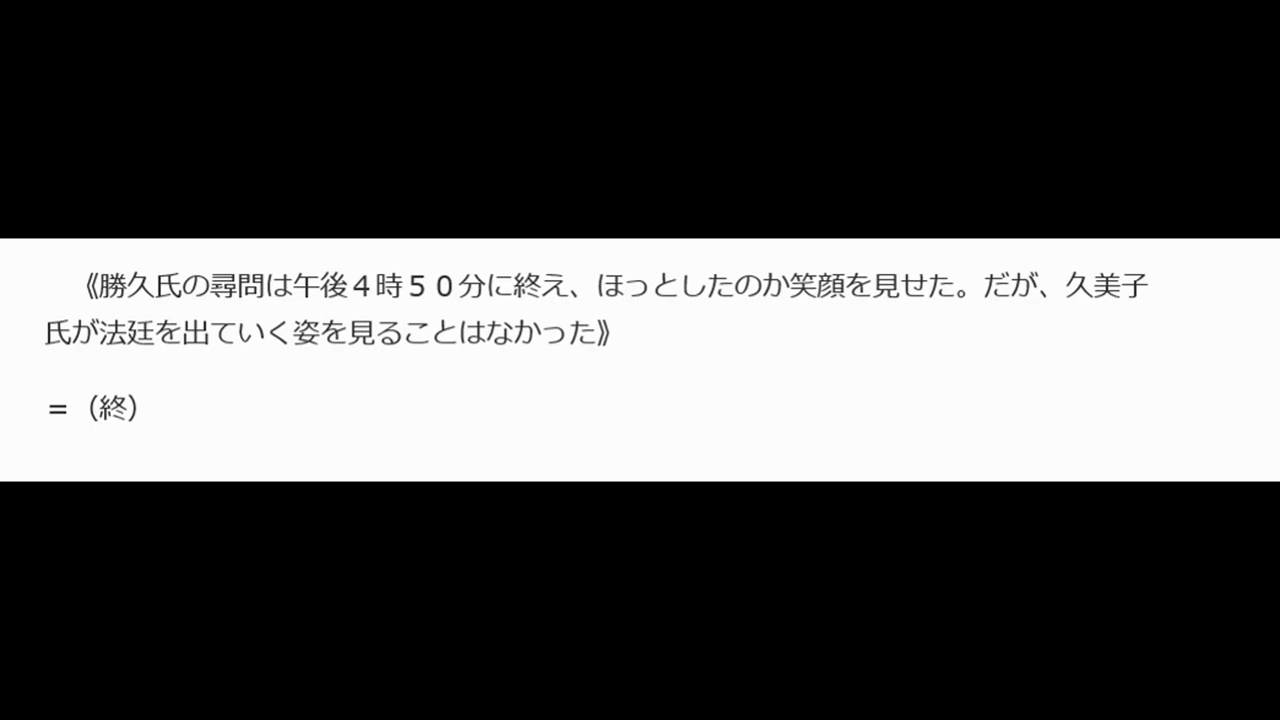 《勝久氏の尋問は午後４時５０分に終え、ほっとしたのか笑顔を見せた。だが、久美子
氏が法廷を出ていく姿を見ることはなかった》
＝（終）